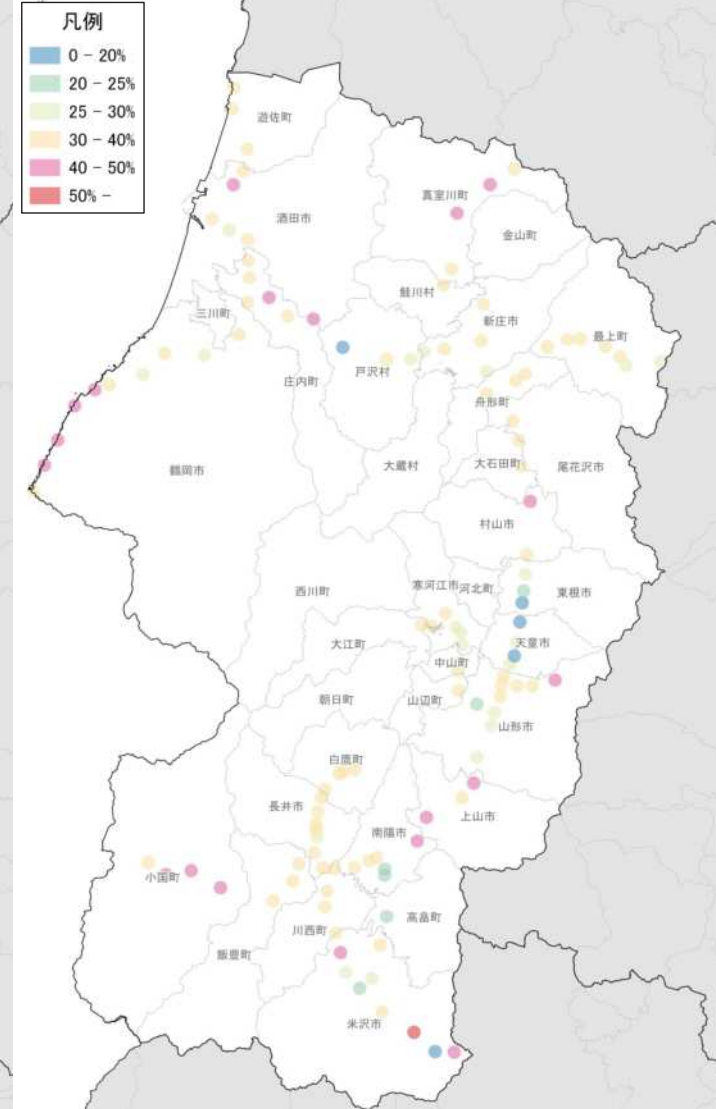 凡例
0 - 20%
20 - 25%
25 - 30%
30 - 40%
40 - 50%
50% -
遊佐町
酒田市
真室川町
金山町
鮭川村
三川町
新庄市
最上町
戸沢村
庄内町
舟形町
鶴岡市
大蔵村
大石田町
尾花沢市
村山市
西川町
寒河江市
河北町
東根市
大江町
天童市
中山町
朝日町
山辺町
山形市
白鷹町
長井市
南陽市
上山市
小国町
高畠町
川西町
飯豊町
米沢市